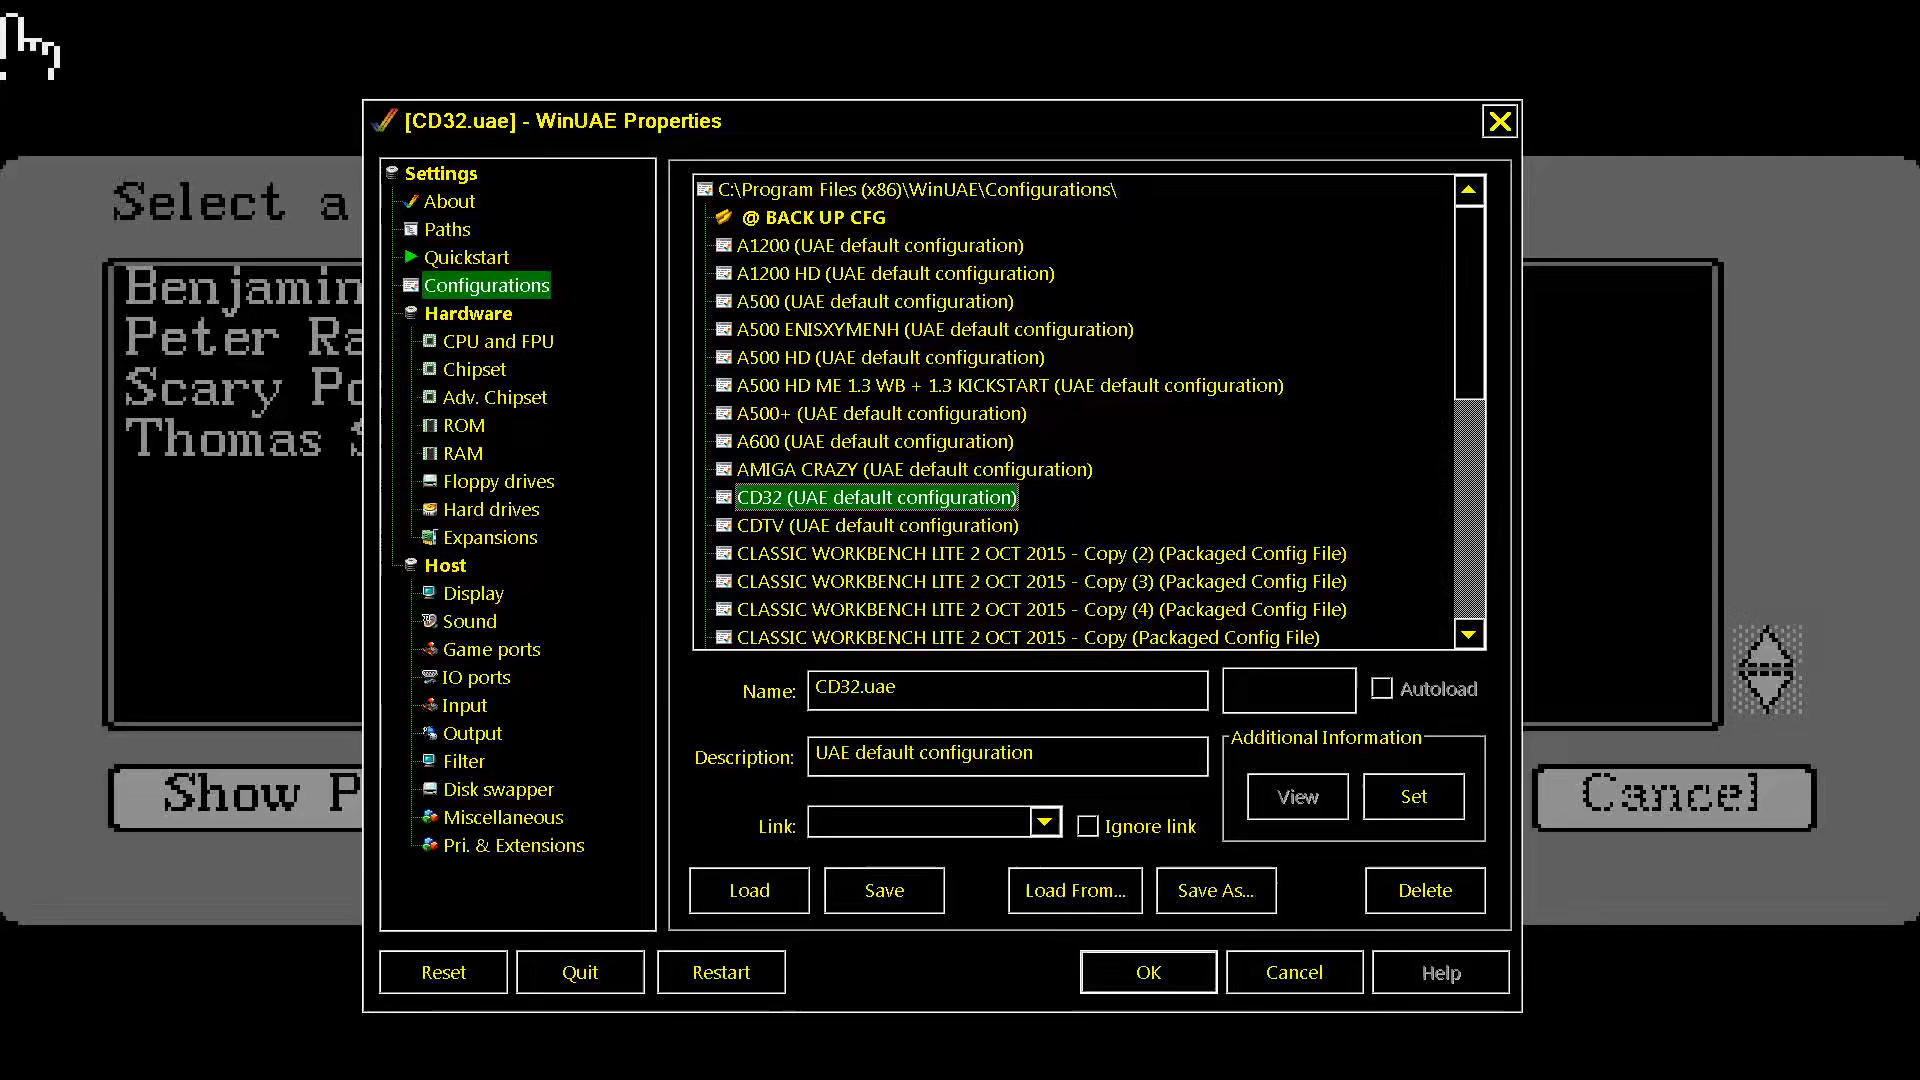 [CD32.uae] - WinUAE Properties
Select a
Benjamin
Peter Ra
Scary Po
Thomas S
Show P
Cancel
Settings
About
Paths
Quickstart
Configurations
Hardware
CPU and FPU
Chipset
Adv. Chipset
ROM
RAM
Floppy drives
Hard drives
Expansions
Host
Display
Sound
Game ports
IO ports
Input
Output
Filter
Disk swapper
Miscellaneous
Pri. & Extensions
C:\Program Files (x86)\WinUAE\Configurations\
@ BACK UP CFG
A1200 (UAE default configuration)
A1200 HD (UAE default configuration)
A500 (UAE default configuration)
A500 ENISXYMENH (UAE default configuration)
A500 HD (UAE default configuration)
A500 HD ME 1.3 WB + 1.3 KICKSTART (UAE default configuration)
A500+ (UAE default configuration)
A600 (UAE default configuration)
AMIGA CRAZY (UAE default configuration)
CD32 (UAE default configuration)
CDTV (UAE default configuration)
CLASSIC WORKBENCH LITE 2 OCT 2015 - Copy (2) (Packaged Config File)
CLASSIC WORKBENCH LITE 2 OCT 2015 - Copy (3) (Packaged Config File)
CLASSIC WORKBENCH LITE 2 OCT 2015 - Copy (4) (Packaged Config File)
CLASSIC WORKBENCH LITE 2 OCT 2015 - Copy (Packaged Config File)
Name: CD32.uae
Autoload
Description: UAE default configuration
Additional Information
View Set
Link:
Ignore link
Load Save Load From... Save As... Delete
Reset Quit Restart OK Cancel Help